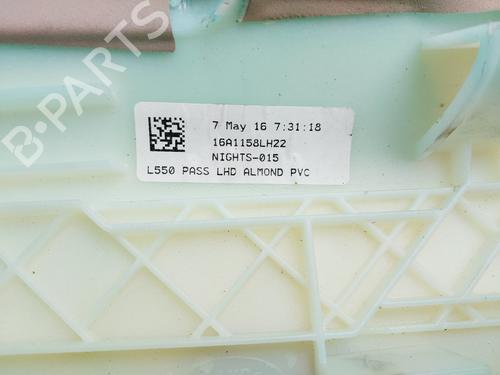 7 May 16 7:31:18
16A1158LH22
NIGHTS-015
L550 PASS LHD ALMOND PVC
B-PARTS